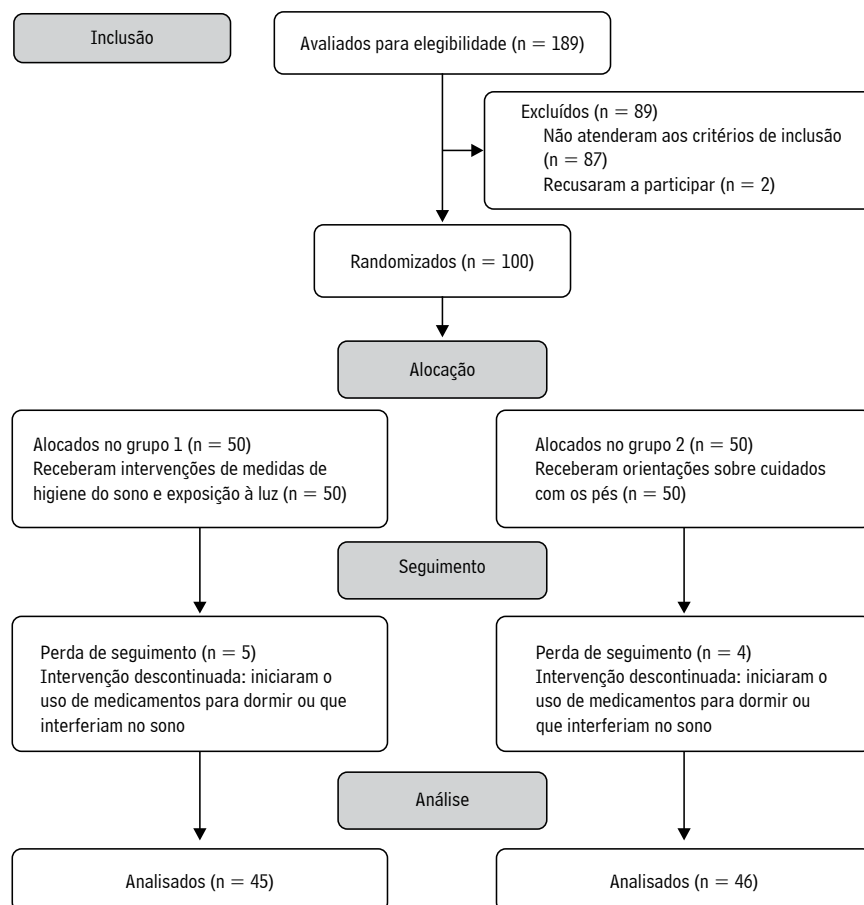 Inclusão
Avaliados para elegibilidade (n = 189)
Excluídos (n = 89)
Não atenderam aos critérios de inclusão
(n = 87)
Recusaram a participar (n = 2)
Randomizados (n = 100)
Alocação
Alocados no grupo 1 (n = 50)
Receberam intervenções de medidas de
higiene do sono e exposição à luz (n = 50)
Alocados no grupo 2 (n = 50)
Receberam orientações sobre cuidados
com os pés (n = 50)
Seguimento
Perda de seguimento (n = 5)
Intervenção descontinuada: iniciaram o
uso de medicamentos para dormir ou que
interferiam no sono
Perda de seguimento (n = 4)
Intervenção descontinuada: iniciaram o
uso de medicamentos para dormir ou
que interferiam no sono
Análise
Analisados (n = 45)
Analisados (n = 46)